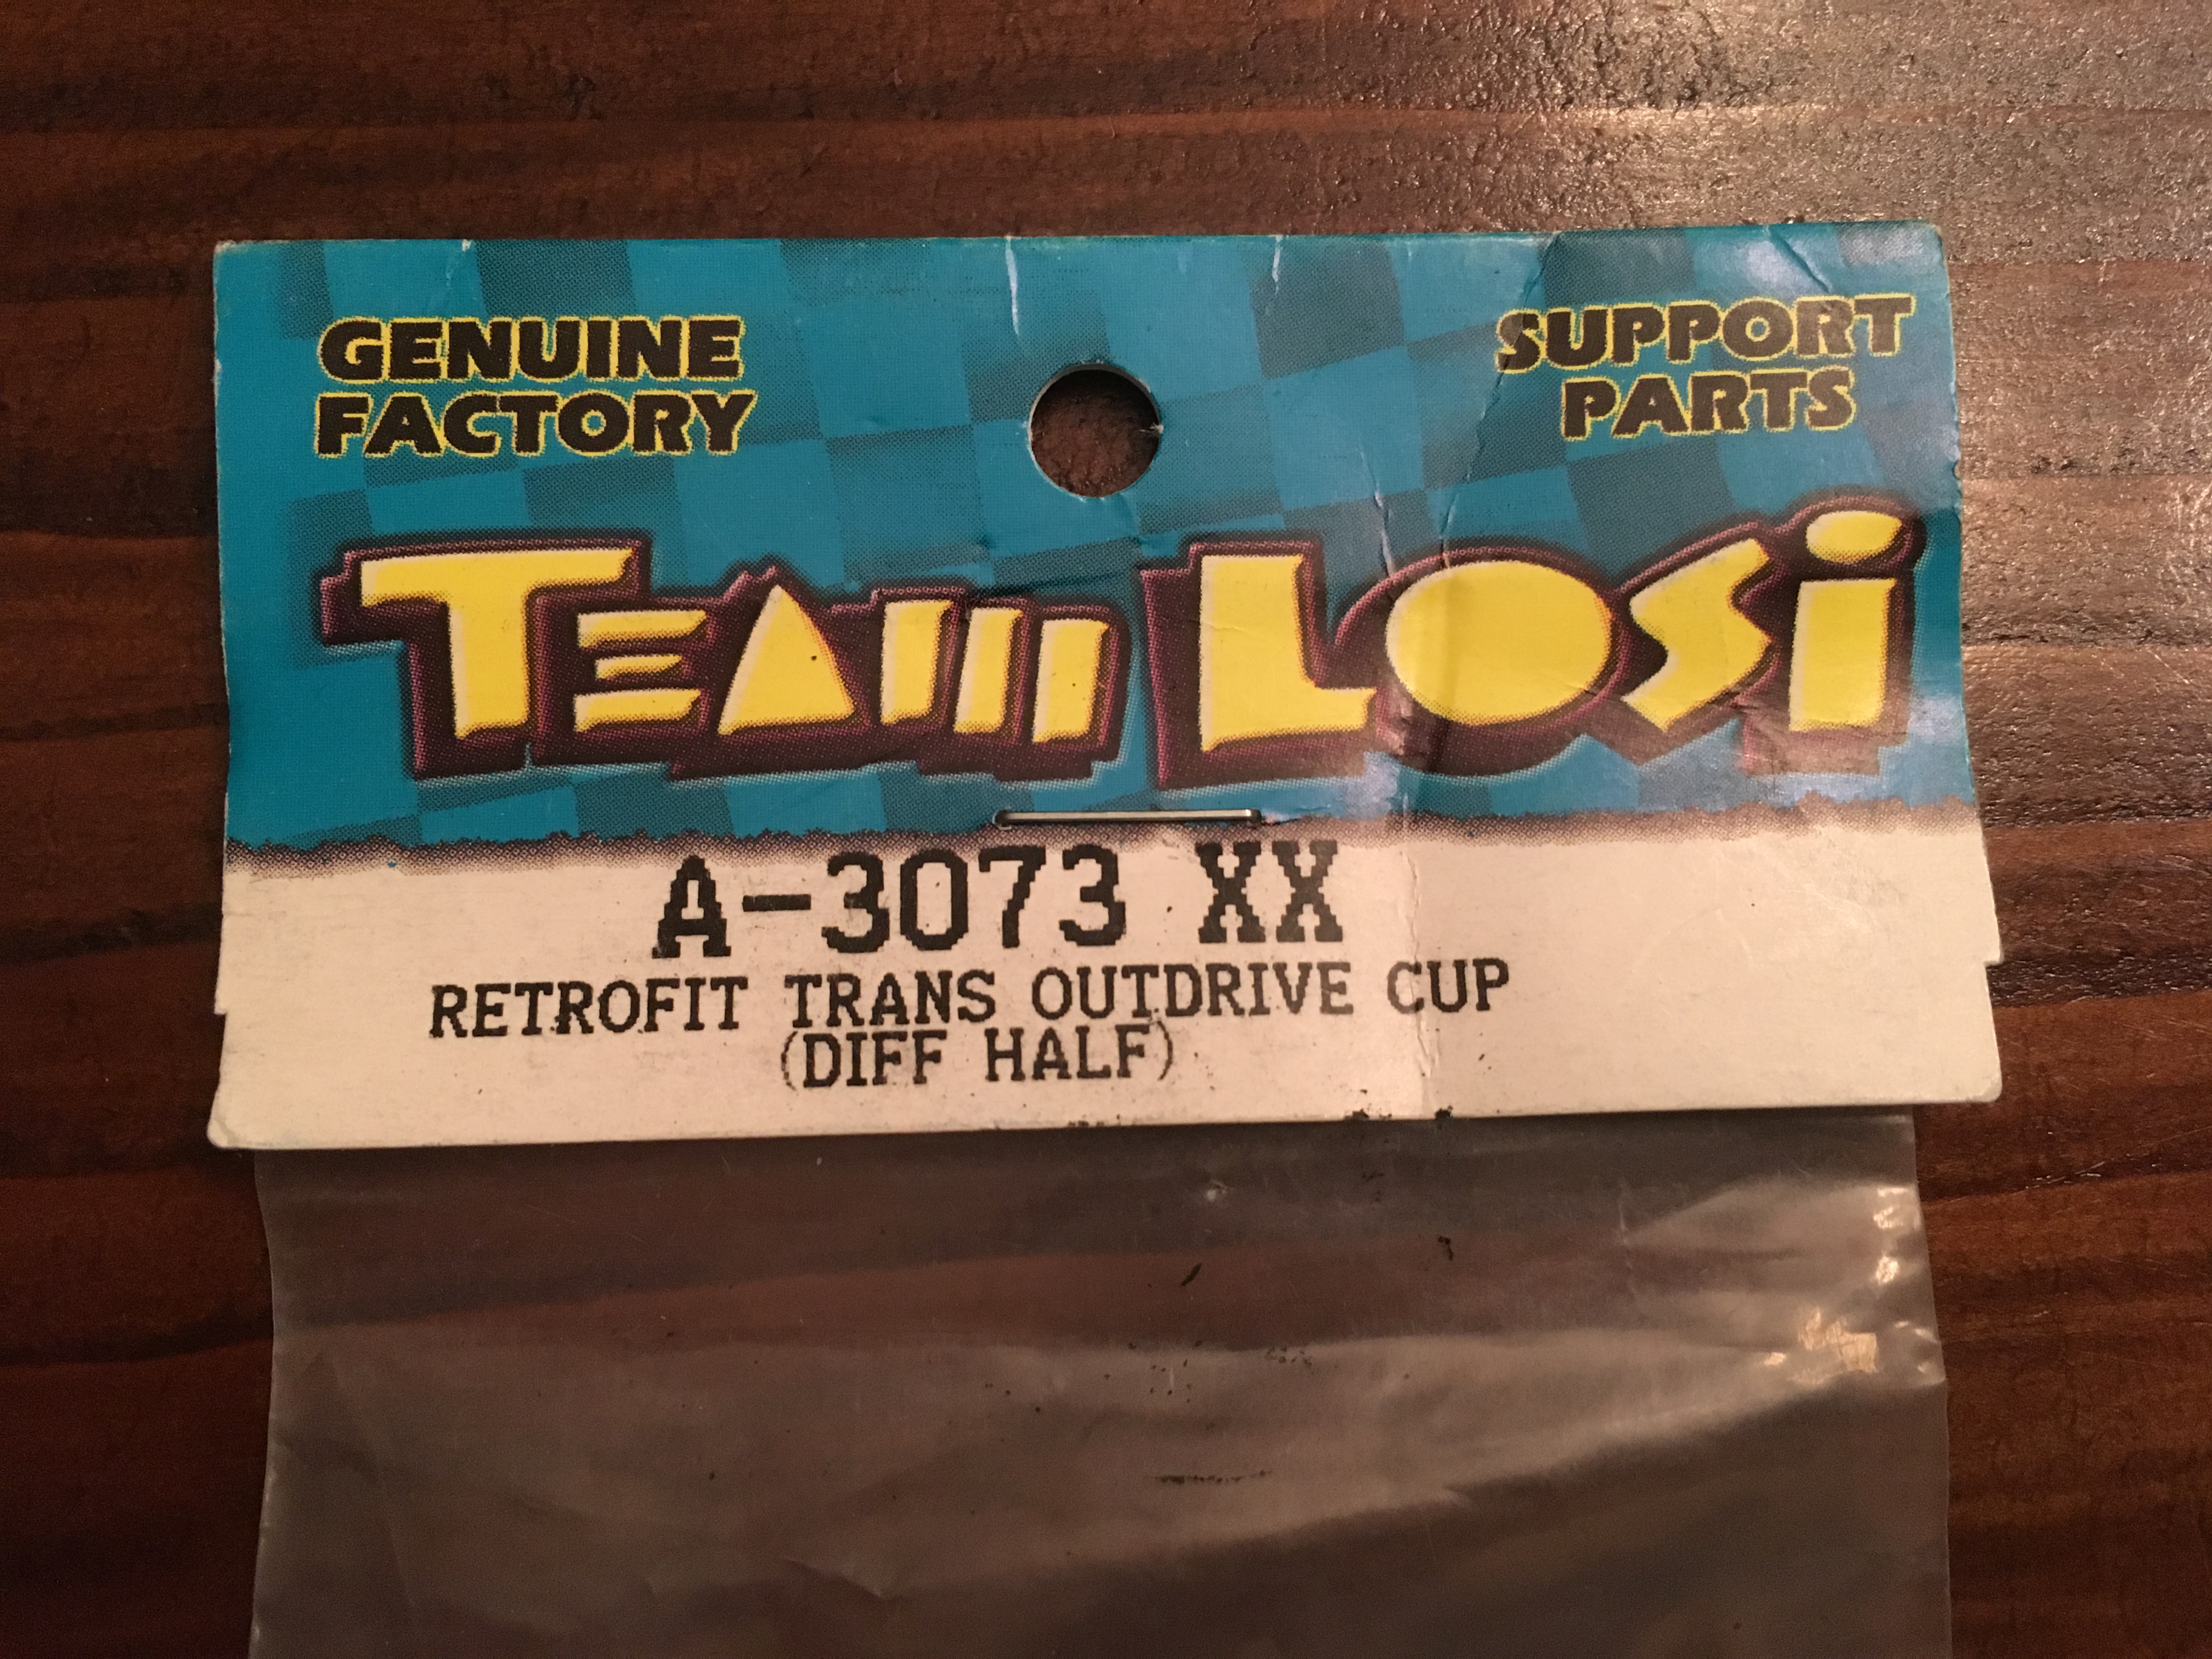 GENUINE
FACTORY
SUPPORT
PARTS
TEAM LOSi
A-3073 XX
RETROFIT TRANS OUTDRIVE CUP
(DIFF HALF)